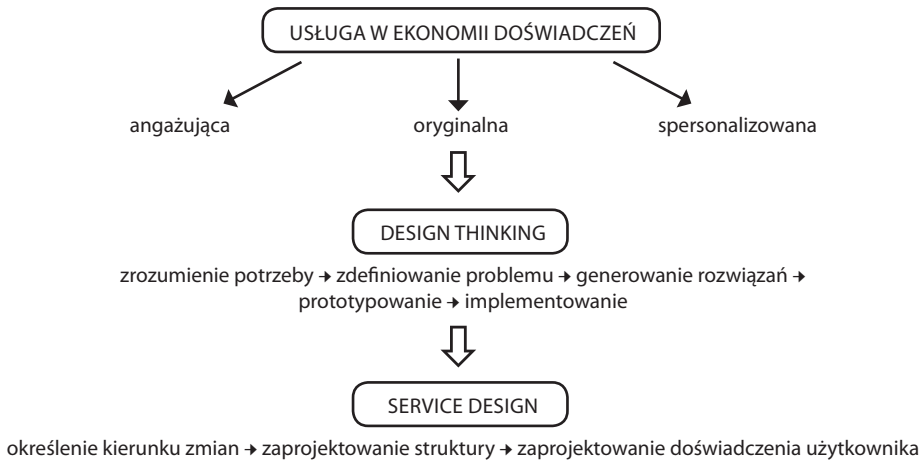 USŁUGA W EKONOMII DOŚWIADCZEŃ
angażująca oryginalna spersonalizowana
DESIGN THINKING
zrozumienie potrzeby → zdefiniowanie problemu → generowanie rozwiązań →
prototypowanie → implementowanie
SERVICE DESIGN
określenie kierunku zmian → zaprojektowanie struktury → zaprojektowanie doświadczenia użytkownika